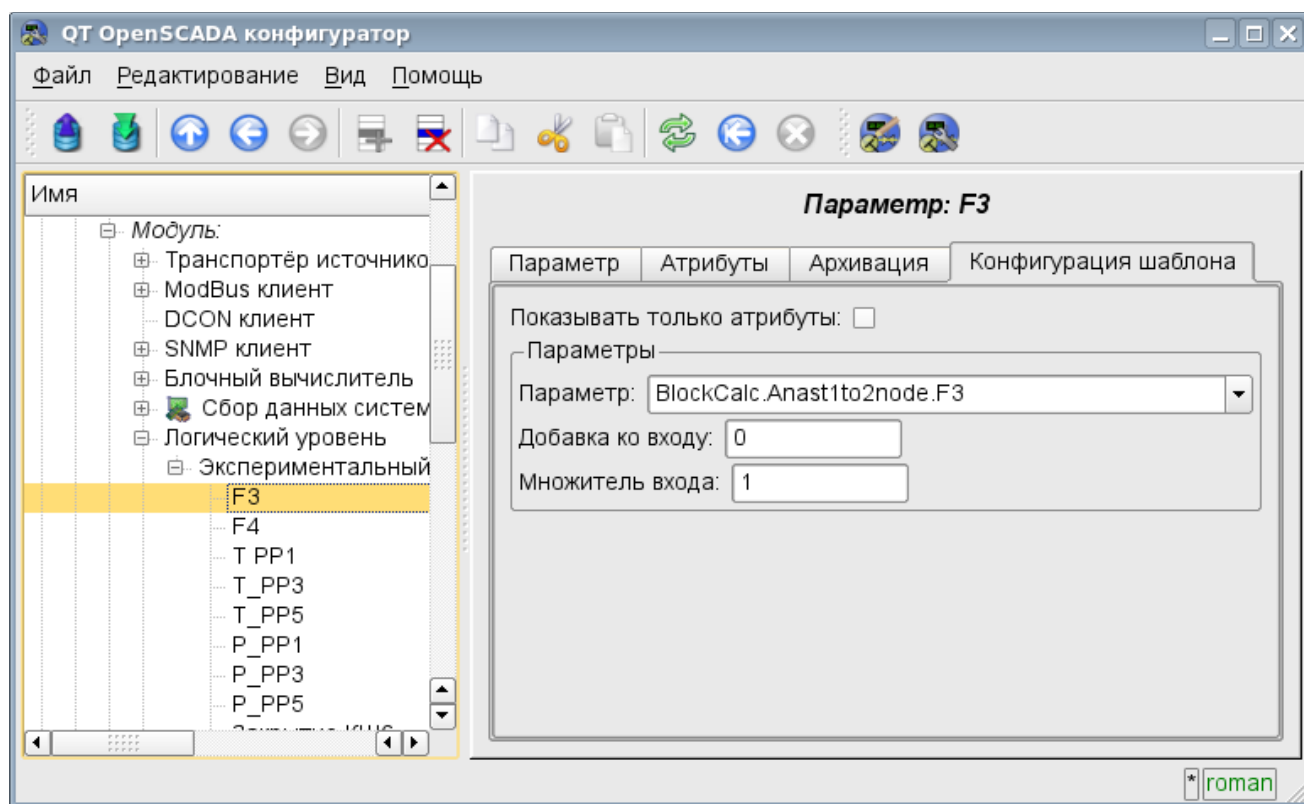 QT OpenSCADA конфигуратор
Файл Редактирование Вид Помощь
Имя
Модуль:
Транспортёр источнико
ModBus клиент
DCON клиент
SNMP клиент
Блочный вычислитель
Сбор данных систем
Логический уровень
Экспериментальный
F3
F4
T PP1
T_PP3
T_PP5
P_PP1
P_PP3
P_PP5
Параметр: F3
Параметр Атрибуты Архивация Конфигурация шаблона
Показывать только атрибуты:
Параметры
Параметр: BlockCalc.Anast1to2node.F3
Добавка ко входу: 0
Множитель входа: 1
* roman